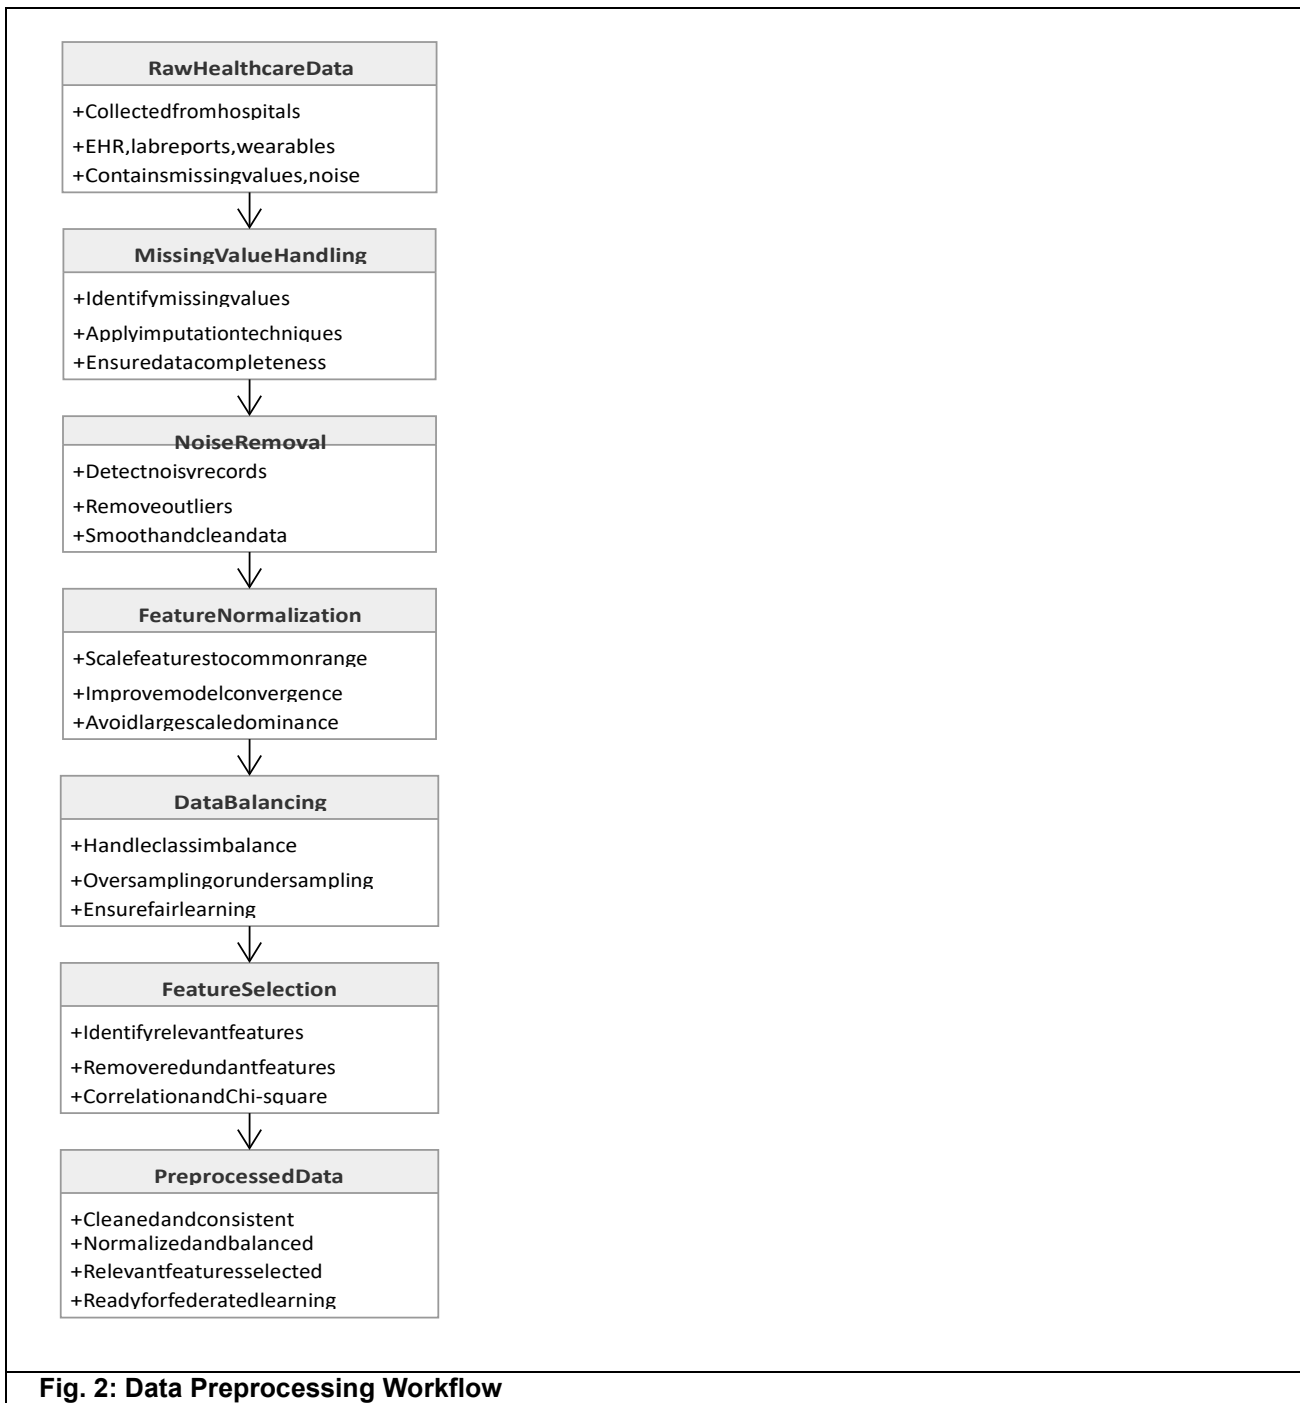 RawHealthcareData
+Collectedfromhospitals
+EHR,labreports,wearables
+Containsmissingvalues,noise
MissingValueHandling
+Identifymissingvalues
+Applyimputationtechniques
+Ensuredatacompleteness
NoiseRemoval
+Detectnoisyrecords
+Removeoutliers
+Smoothandcleandata
FeatureNormalization
+Scalefeaturestocommonrange
+Improvemodelconvergence
+Avoidlargescaledominance
DataBalancing
+Handleclassimbalance
+Oversamplingorundersampling
+Ensurefairlearning
FeatureSelection
+Identifyrelevantfeatures
+Removeredundantfeatures
+CorrelationandChi-square
PreprocessedData
+Cleanedandconsistent
+Normalizedandbalanced
+Relevantfeaturesselected
+Readyforfederatedlearning
Fig. 2: Data Preprocessing Workflow